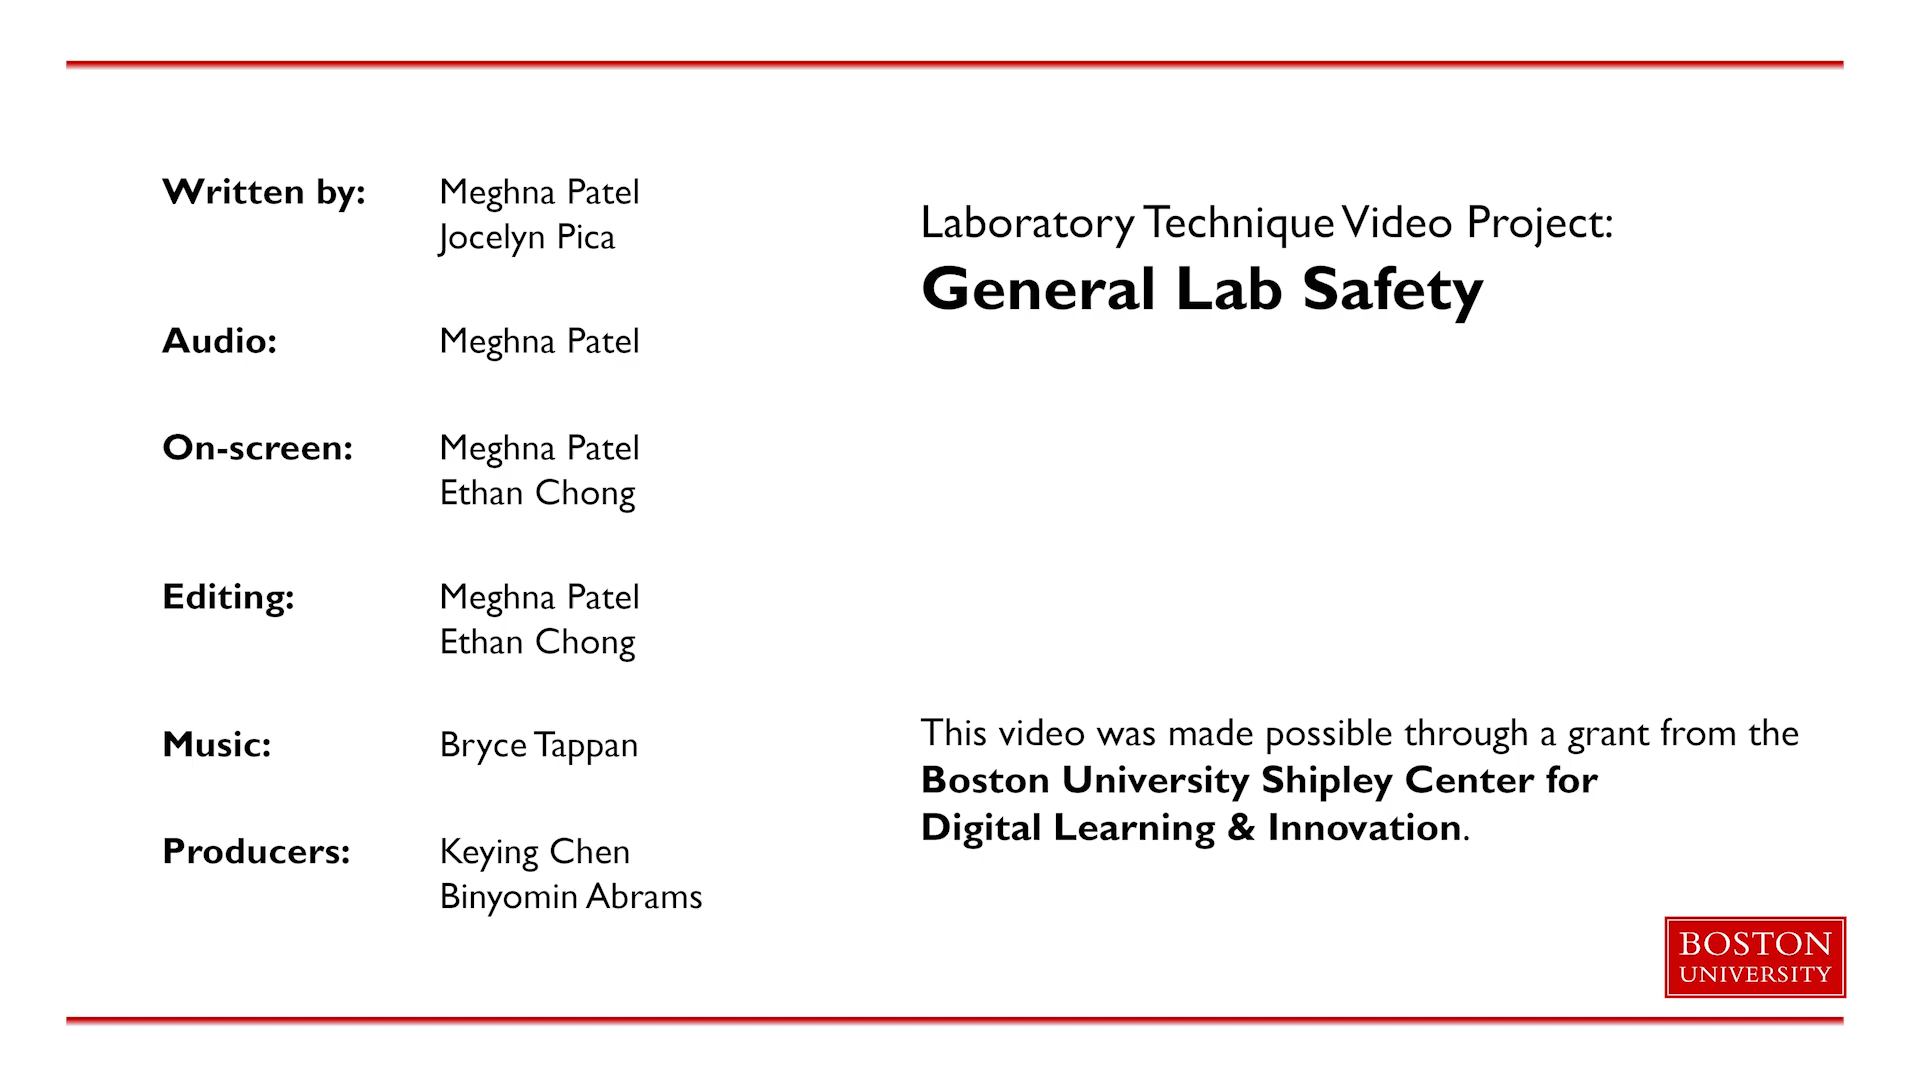 Written by: Meghna Patel
Jocelyn Pica
Audio: Meghna Patel
On-screen: Meghna Patel
Ethan Chong
Editing: Meghna Patel
Ethan Chong
Music: Bryce Tappan
Producers: Keying Chen
Binyomin Abrams
Laboratory Technique Video Project:
General Lab Safety
This video was made possible through a grant from the
Boston University Shipley Center for
Digital Learning & Innovation.
BOSTON
UNIVERSITY